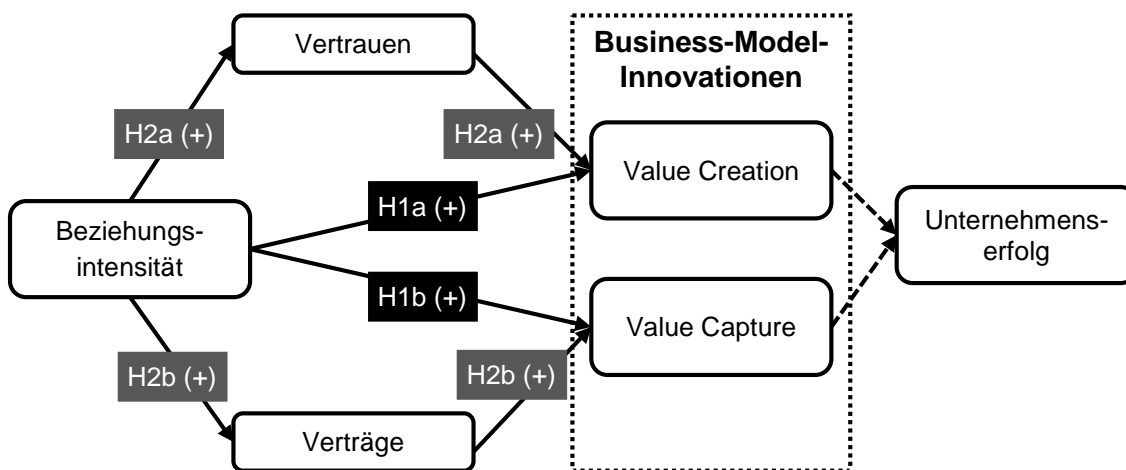 Vertrauen
Business-Model-
Innovationen
H2a (+)
H2a (+)
Value Creation
H1a (+)
Beziehungs-
intensität
Unternehmens-
erfolg
H1b (+)
Value Capture
H2b (+)
H2b (+)
Verträge